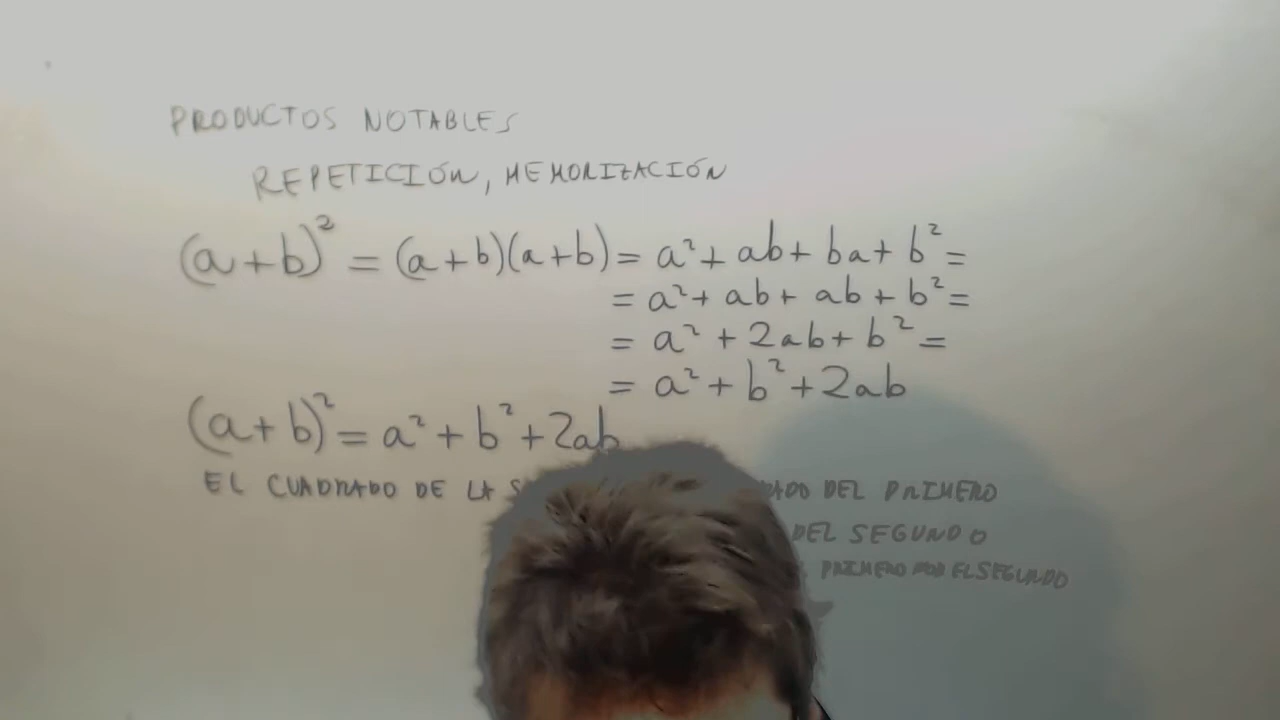 PRODUCTOS NOTABLES
REPETICIÓN, MEMORIZACIÓN
(a+b)² = (a+b)(a+b) = a² + ab + ba + b² =
= a² + ab + ab + b² =
= a² + 2ab + b² =
= a² + b² + 2ab
(a+b)² = a² + b² + 2ab
EL CUADRADO DE LA DEL PRIMERO
DEL SEGUNDO
PRIMERO POR EL SEGUNDO